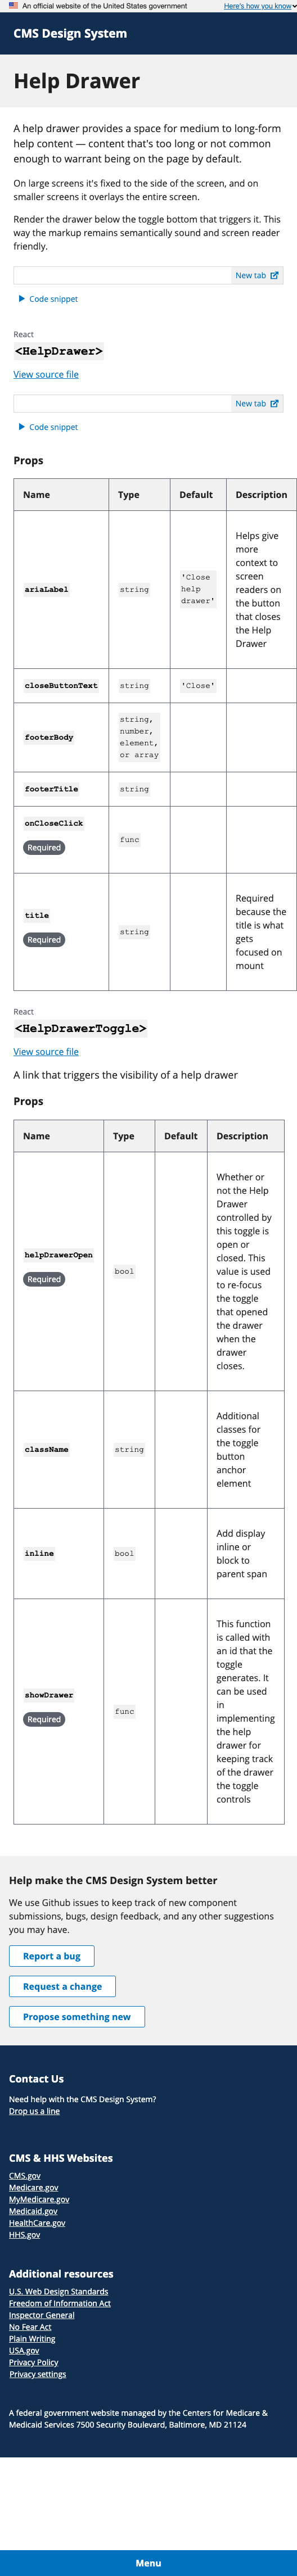 An official website of the United States government Here's how you know
CMS Design System
Help Drawer
A help drawer provides a space for medium to long-form
help content — content that's too long or not common
enough to warrant being on the page by default.
On large screens it's fixed to the side of the screen, and on
smaller screens it overlays the entire screen.
Render the drawer below the toggle bottom that triggers it. This
way the markup remains semantically sound and screen reader
friendly.
New tab
Code snippet
React
<HelpDrawer>
View source file
New tab
Code snippet
Props
Name Type Default Description
ariaLabel string 'Close help drawer' Helps give more context to screen readers on the button that closes the Help Drawer
closeButtonText string 'Close'
footerBody string, number, element, or array
footerTitle string
onCloseClick Required func
title Required string Required because the title is what gets focused on mount
React
<HelpDrawerToggle>
View source file
A link that triggers the visibility of a help drawer
Props
Name Type Default Description
helpDrawerOpen Required bool Whether or not the Help Drawer controlled by this toggle is open or closed. This value is used to re-focus the toggle that opened the drawer when the drawer closes.
className string Additional classes for the toggle button anchor element
inline bool Add display inline or block to parent span
showDrawer Required func This function is called with an id that the toggle generates. It can be used in implementing the help drawer for keeping track of the drawer the toggle controls
Help make the CMS Design System better
We use Github issues to keep track of new component
submissions, bugs, design feedback, and any other suggestions
you may have.
Report a bug
Request a change
Propose something new
Contact Us
Need help with the CMS Design System?
Drop us a line
CMS & HHS Websites
CMS.gov
Medicare.gov
MyMedicare.gov
Medicaid.gov
HealthCare.gov
HHS.gov
Additional resources
U.S. Web Design Standards
Freedom of Information Act
Inspector General
No Fear Act
Plain Writing
USA.gov
Privacy Policy
Privacy settings
A federal government website managed by the Centers for Medicare &
Medicaid Services 7500 Security Boulevard, Baltimore, MD 21124
Menu